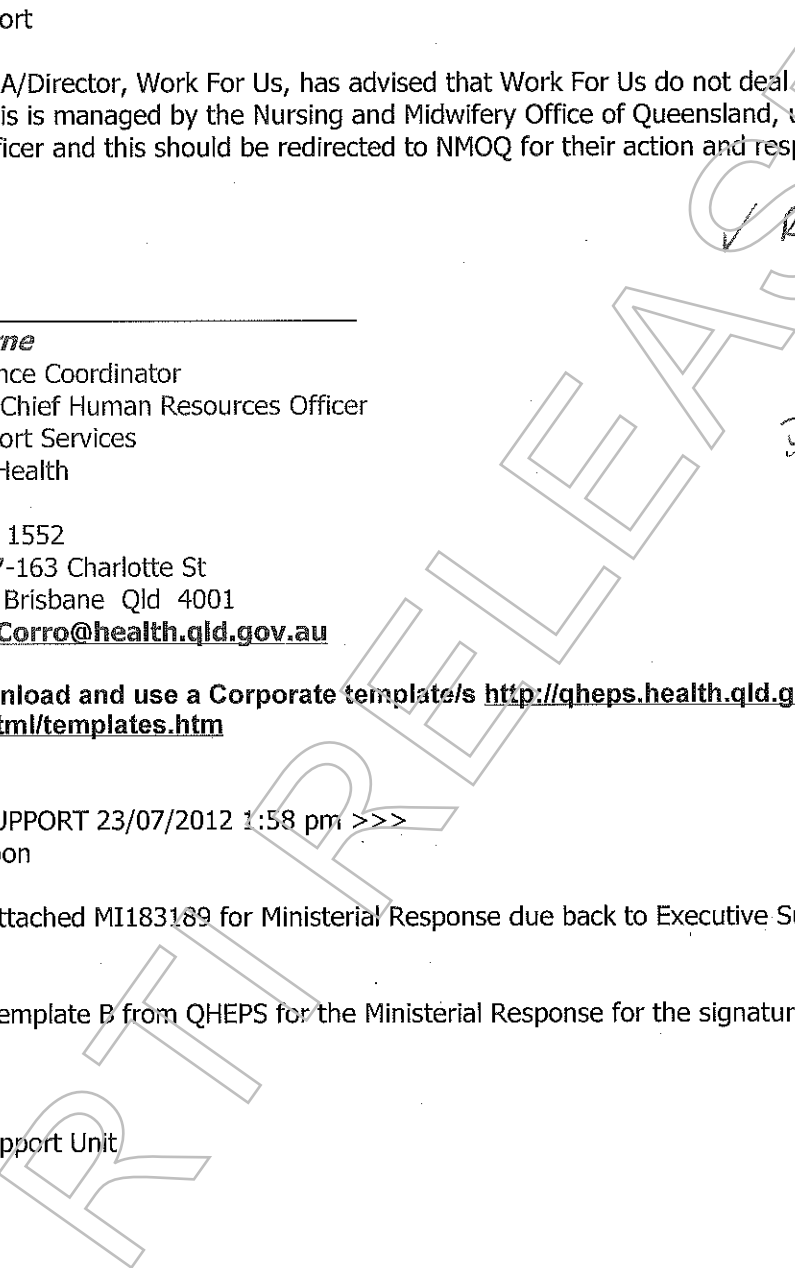 ort
A/Director, Work For Us, has advised that Work For Us do not deal
is is managed by the Nursing and Midwifery Office of Queensland,
ficer and this should be redirected to NMOQ for their action and resp
rne
nce Coordinator
Chief Human Resources Officer
ort Services
Health
1552
7-163 Charlotte St
Brisbane Qld 4001
Corro@health.qld.gov.au
nload and use a Corporate template/s http://qheps.health.qld.g
tml/templates.htm
UPPORT 23/07/2012 1:58 pm >>>
oon
ttached MI183189 for Ministerial Response due back to Executive Su
emplate B from QHEPS for the Ministerial Response for the signatur
pport Unit
RTI RELEASE